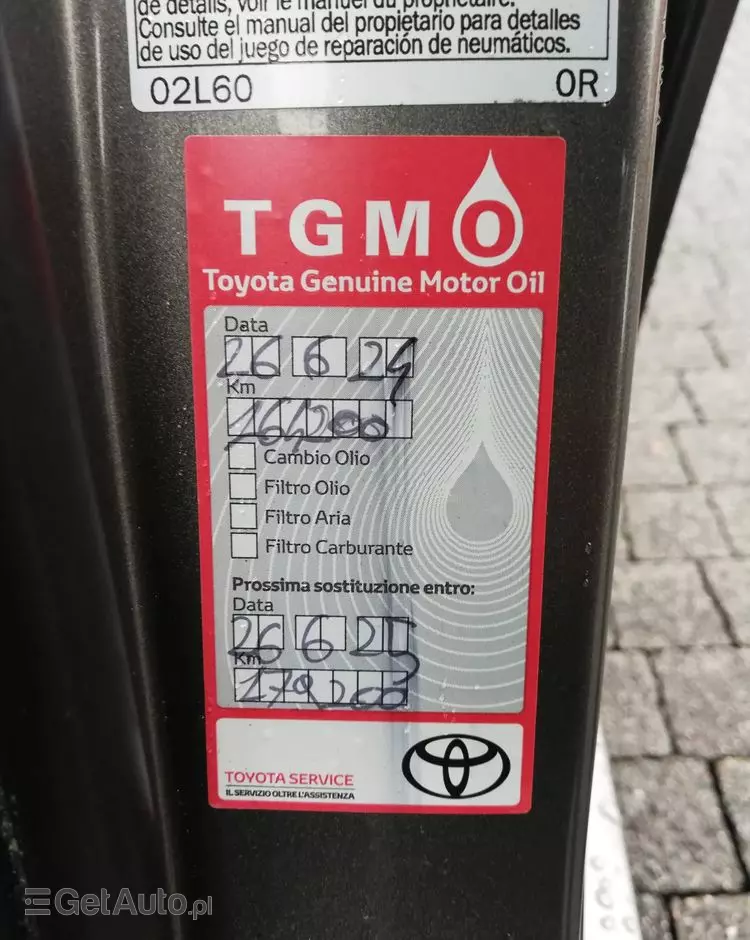 de détails, voir le manuel du propriétaire.
Consulte el manual del propietario para detalles
de uso del juego de reparación de neumáticos.
02L60 0R
TGMO
Toyota Genuine Motor Oil
Data
26 6 24
Km
164200
Cambio Olio
Filtro Olio
Filtro Aria
Filtro Carburante
Prossima sostituzione entro:
Data
26 6 25
Km
179200
TOYOTA SERVICE
IL SERVIZIO OLTRE L'ASSISTENZA
GetAuto.pl